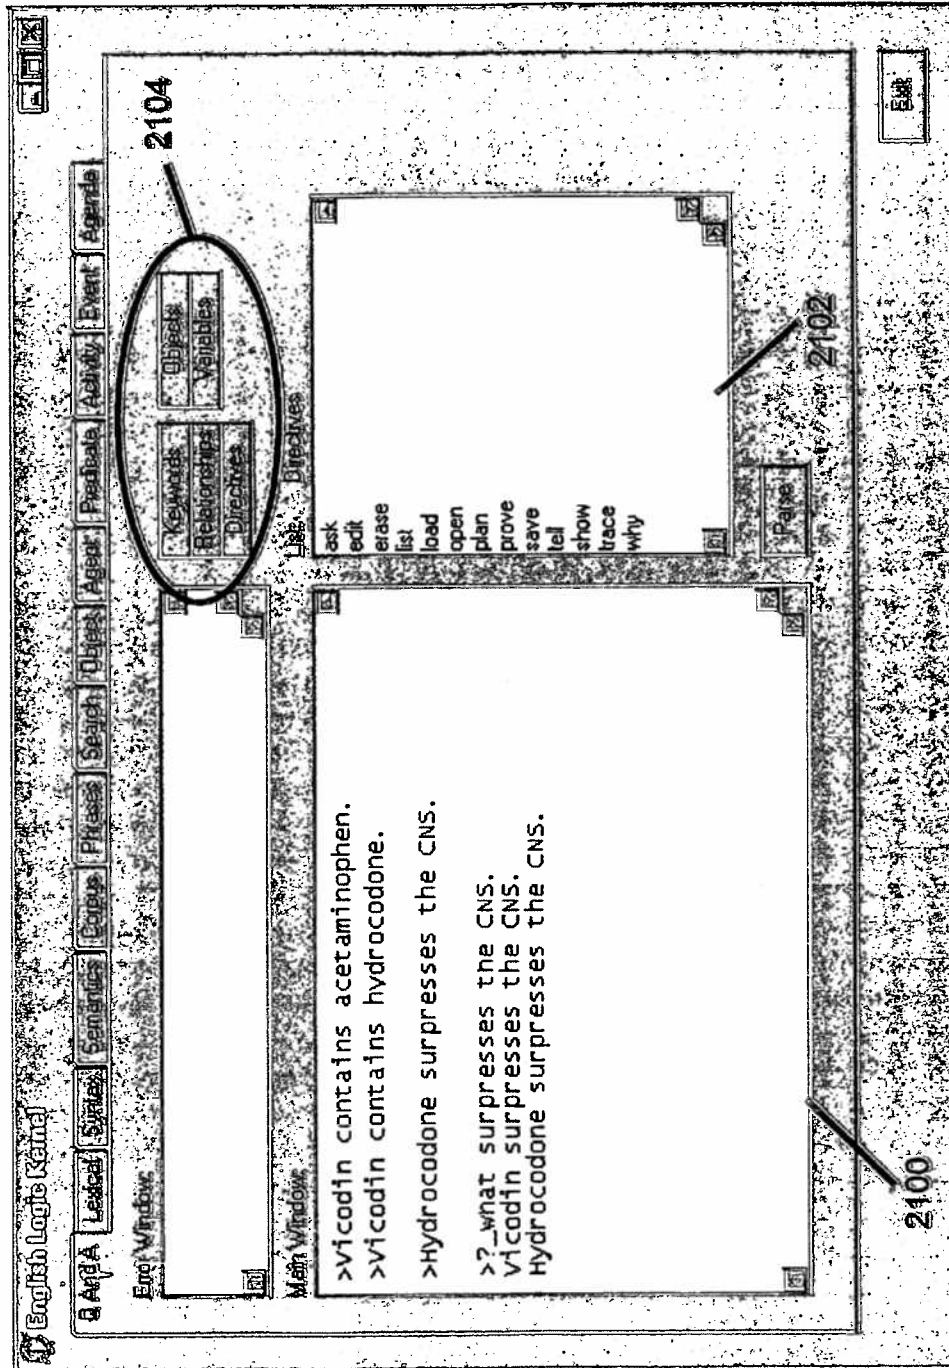 English Logic Kernel
Q And A Lexical Syntax Semantics Copus Phrases Search Object Agent Predicate Activity Event Agenda
Error Window:
Keywords
Relationships
Directives
Objects
Variables
2104
Main Window:
List: Directives
>Vicodin contains acetaminophen.
>Vicodin contains hydrocodone.
>Hydrocodone surpresses the CNS.
>?_what surpresses the CNS.
Vicodin surpresses the CNS.
Hydrocodone surpresses the CNS.
ask
edit
erase
list
load
open
plan
prove
save
tell
show
trace
why
Parse
2102
2100
Exit